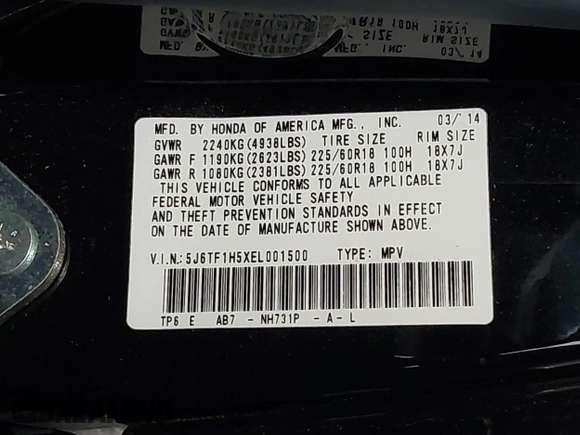 MFD. BY HONDA OF AMERICA MFG., INC. 03/'14
GVWR 2240KG(4938LBS) TIRE SIZE RIM SIZE
GAWR F 1190KG(2623LBS) 225/60R18 100H 18X7J
GAWR R 1080KG(2381LBS) 225/60R18 100H 18X7J
THIS VEHICLE CONFORMS TO ALL APPLICABLE
FEDERAL MOTOR VEHICLE SAFETY
AND THEFT PREVENTION STANDARDS IN EFFECT
ON THE DATE OF MANUFACTURE SHOWN ABOVE.
V.I.N.: 5J6TF1H5XEL001500 TYPE: MPV
TP6 E AB7 - NH731P - A - L